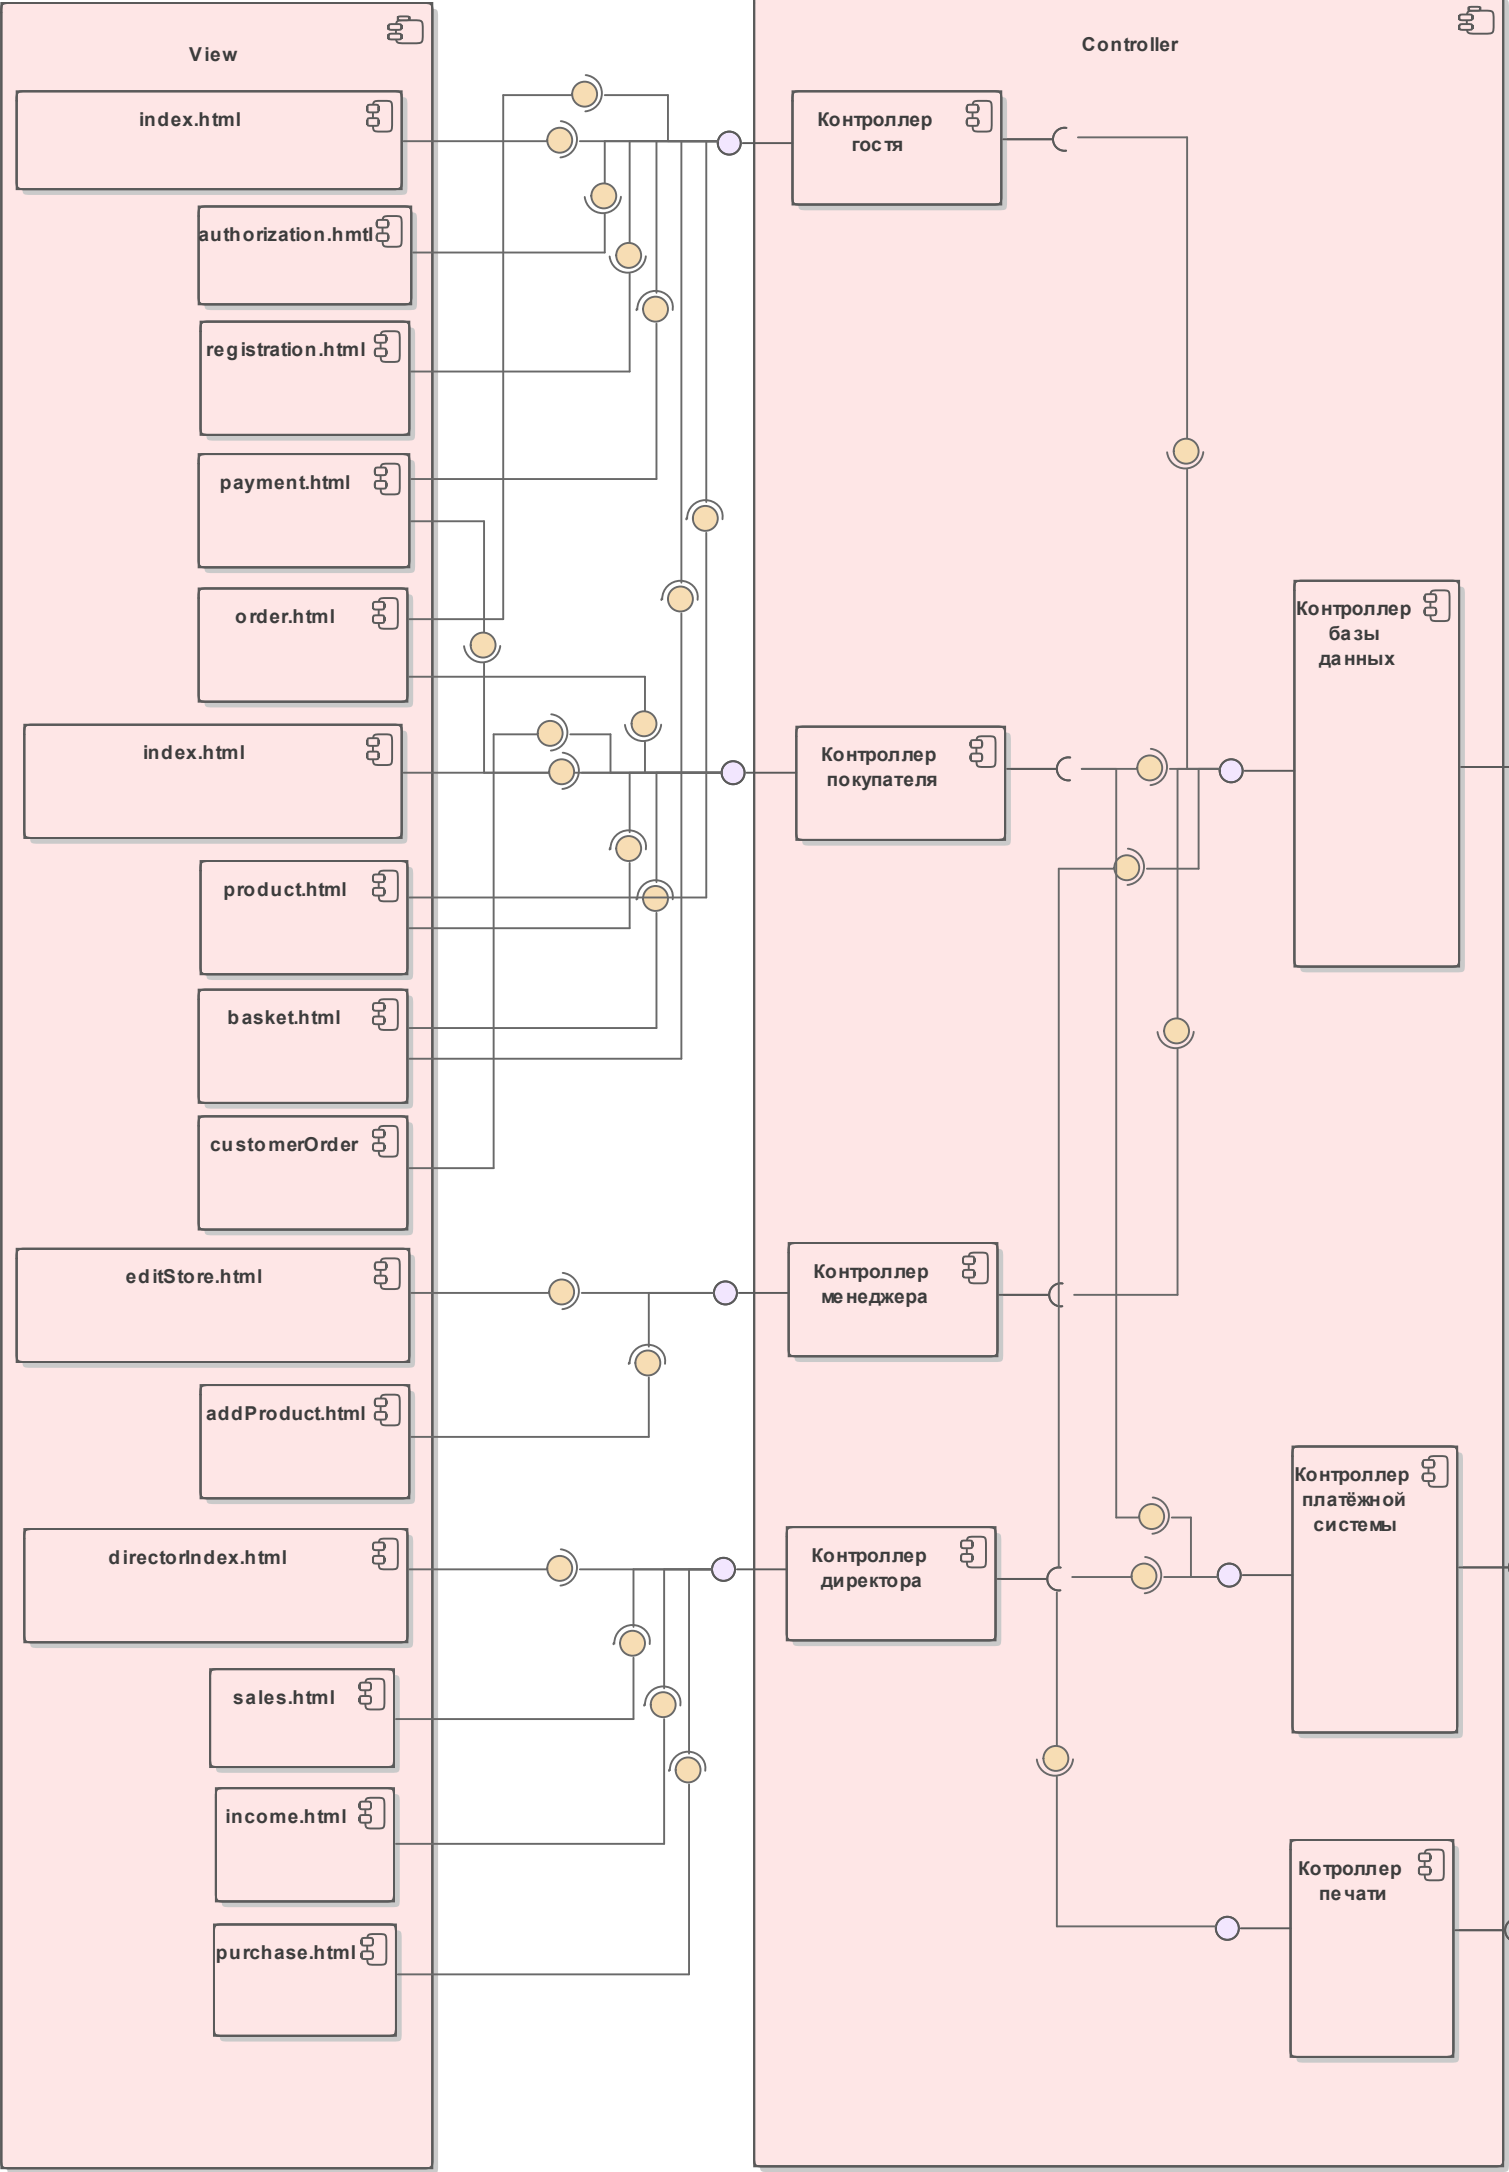 View
index.html
authorization.hmtl
registration.html
payment.html
order.html
index.html
product.html
basket.html
customerOrder
editStore.html
addProduct.html
directorIndex.html
sales.html
income.html
purchase.html
Controller
Контроллер
гостя
Контроллер
покупателя
Контроллер
менеджера
Контроллер
директора
Контроллер
базы
данных
Контроллер
платёжной
системы
Котроллер
печати